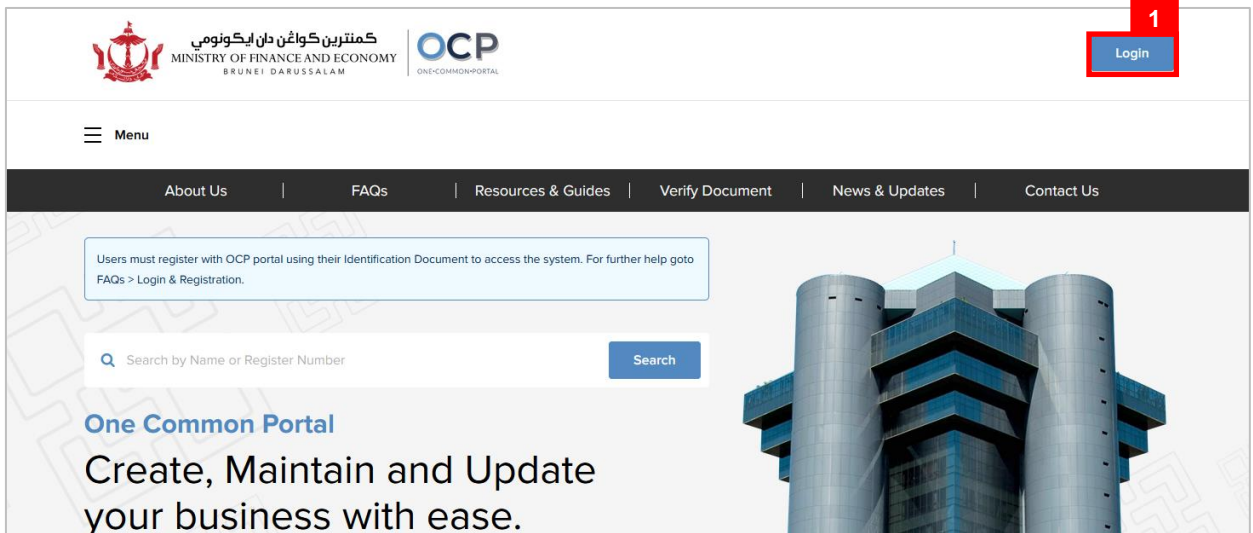 1
كمنترين كواڠن دان ايكونومي
MINISTRY OF FINANCE AND ECONOMY
BRUNEI DARUSSALAM
OCP
ONE•COMMON•PORTAL
Login
Menu
About Us | FAQs | Resources & Guides | Verify Document | News & Updates | Contact Us
Users must register with OCP portal using their Identification Document to access the system. For further help goto
FAQs > Login & Registration.
Search by Name or Register Number
Search
One Common Portal
Create, Maintain and Update
your business with ease.